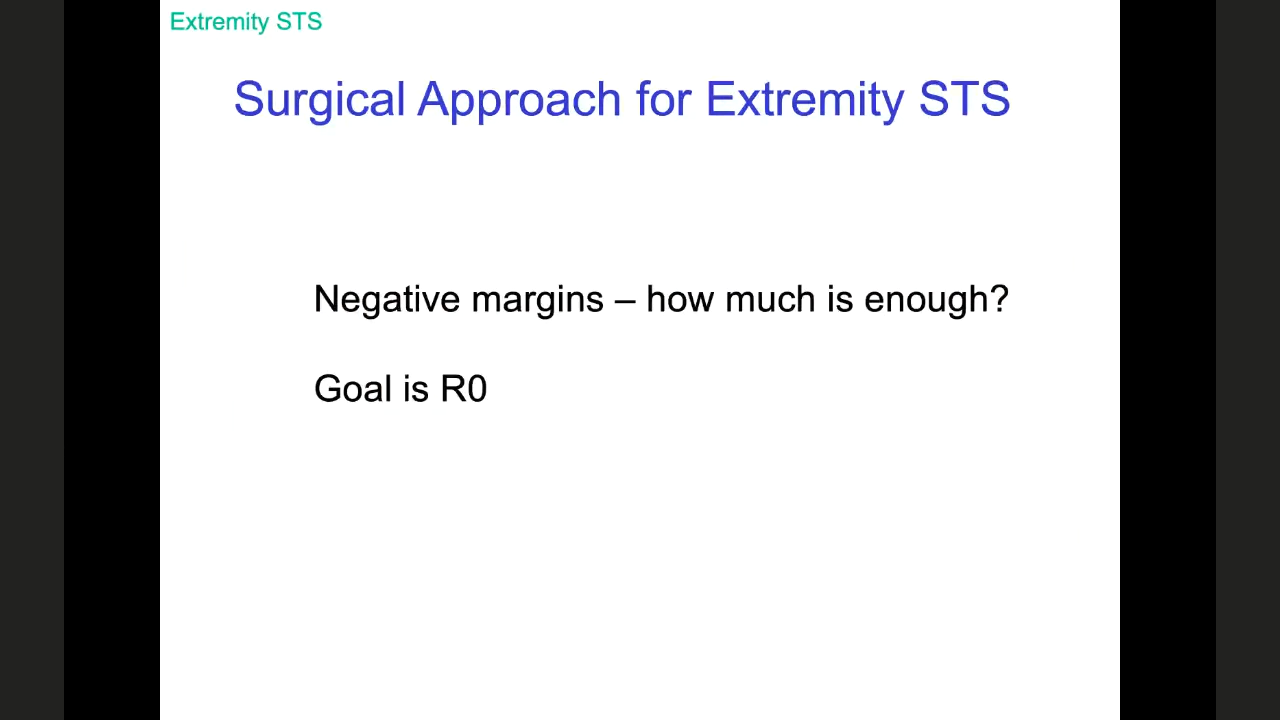 Extremity STS
Surgical Approach for Extremity STS
Negative margins – how much is enough?
Goal is R0